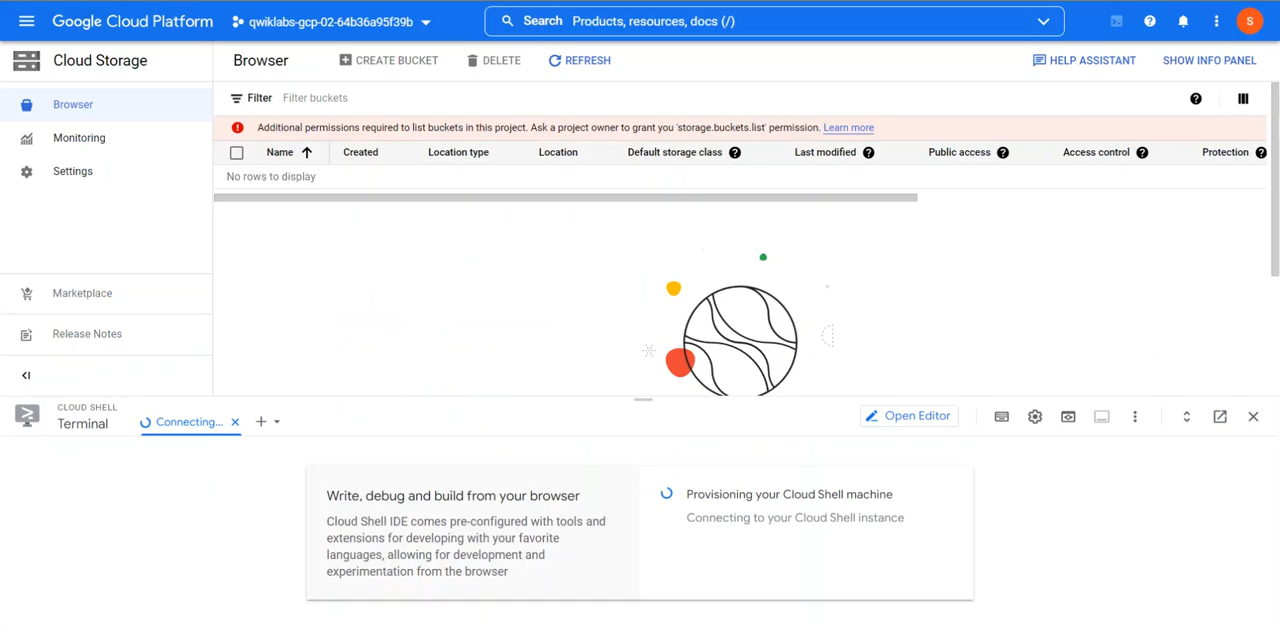 Google Cloud Platform qwiklabs-gcp-02-64b36a95f39b Search Products, resources, docs (/) S
Cloud Storage Browser CREATE BUCKET DELETE REFRESH HELP ASSISTANT SHOW INFO PANEL
Browser
Monitoring
Settings
Marketplace
Release Notes
Filter Filter buckets
Additional permissions required to list buckets in this project. Ask a project owner to grant you 'storage.buckets.list' permission. Learn more
Name Created Location type Location Default storage class Last modified Public access Access control Protection
No rows to display
CLOUD SHELL
Terminal Connecting... Open Editor
Write, debug and build from your browser
Cloud Shell IDE comes pre-configured with tools and
extensions for developing with your favorite
languages, allowing for development and
experimentation from the browser
Provisioning your Cloud Shell machine
Connecting to your Cloud Shell instance